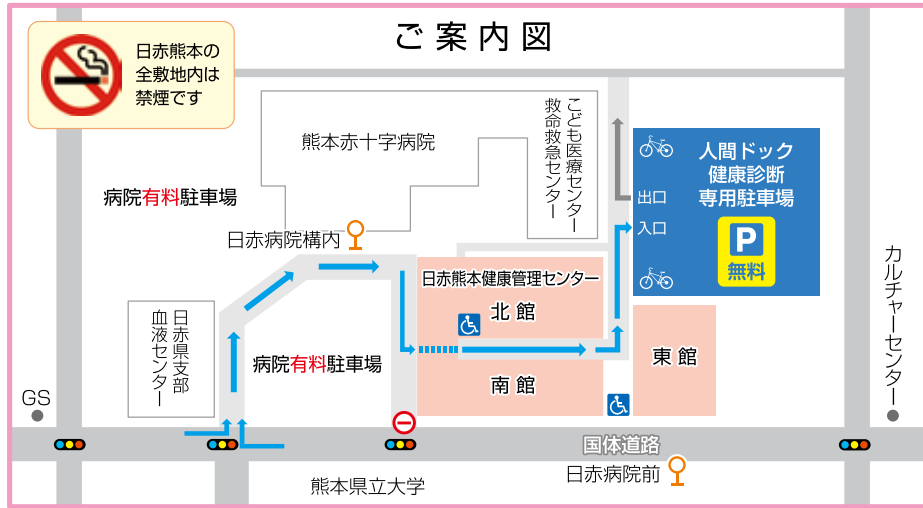 ご案内図
日赤熊本の
全敷地内は
禁煙です
熊本赤十字病院
こども医療センター
救命救急センター
人間ドック
健康診断
専用駐車場
出口
入口
P
無料
病院有料駐車場
日赤病院構内
日赤熊本健康管理センター
北館
カルチャーセンター
日赤県支部
血液センター
病院有料駐車場
南館
東館
GS
国体道路
日赤病院前
熊本県立大学